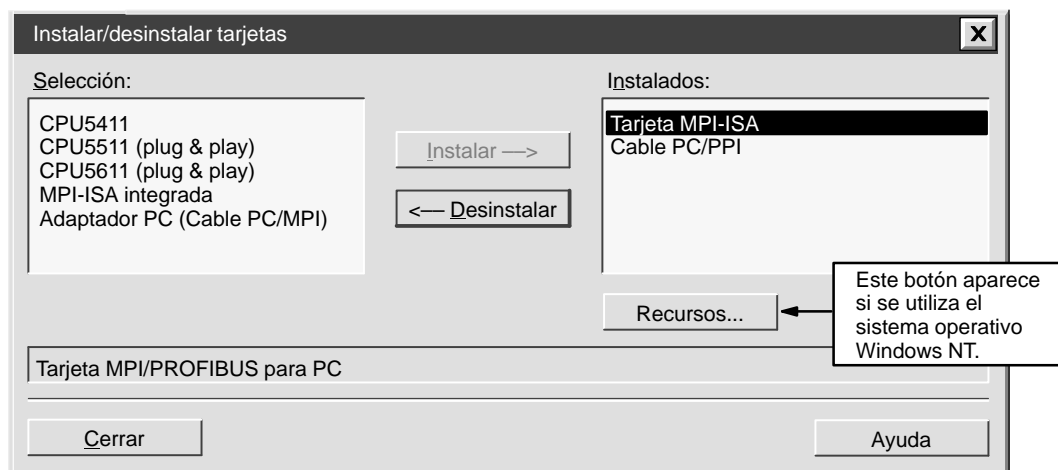 Instalar/desinstalar tarjetas
X
Selección:
CPU5411
CPU5511 (plug & play)
CPU5611 (plug & play)
MPI-ISA integrada
Adaptador PC (Cable PC/MPI)
Instalar —>
<— Desinstalar
Instalados:
Tarjeta MPI-ISA
Cable PC/PPI
Recursos...
Este botón aparece
si se utiliza el
sistema operativo
Windows NT.
Tarjeta MPI/PROFIBUS para PC
Cerrar
Ayuda